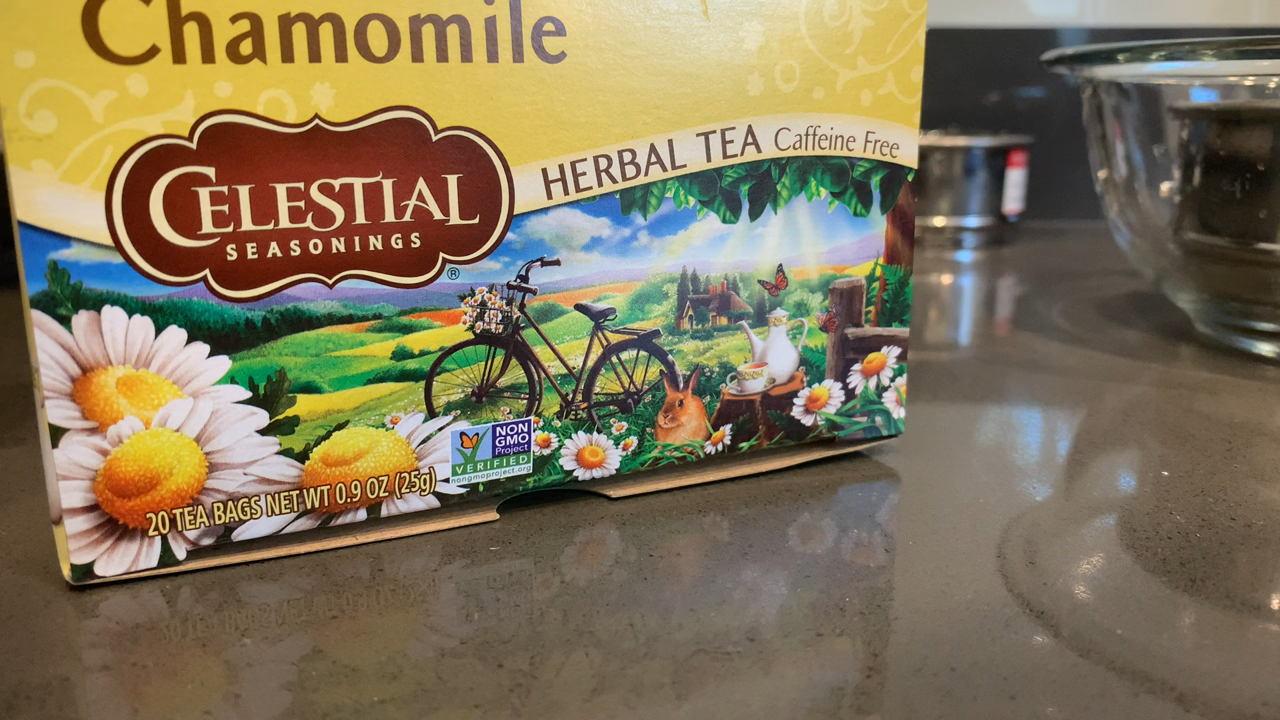 Chamomile
HERBAL TEA Caffeine Free
CELESTIAL
SEASONINGS
®
NON
GMO
Project
VERIFIED
nongmoproject.org
20 TEA BAGS NET WT 0.9 OZ (25g)